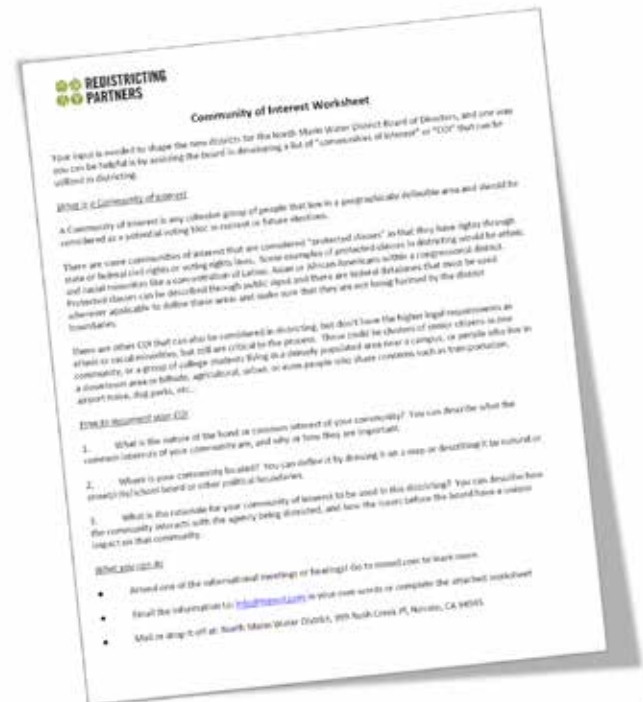 REDISTRICTING
PARTNERS
Community of Interest Worksheet
Your input is needed to shape the new districts for the North Marin Water District Board of Directors, and one way
you can be helpful is by assisting the board in developing a list of "communities of interest" or "COI" that can be
utilized in districting.
What is a Community of Interest
A Community of Interest is any cohesive group of people that live in a geographically definable area and should be
considered as a potential voting bloc in current or future elections.
There are some communities of interest that are considered "protected classes" in that they have rights through
state or federal civil rights or voting rights laws. Some examples of protected classes in districting would be ethnic
and racial minorities like a concentration of Latino, Asian or African Americans within a congressional district.
Protected classes can be described through public input and there are federal databases that must be used
wherever applicable to define these areas and make sure that they are not being harmed by the district
boundaries.
There are other COI that can also be considered in districting, but don't have the higher legal requirements as
ethnic or racial minorities, but still are critical to the process. These could be clusters of senior citizens in one
community, or a group of college students living in a densely populated area near a campus, or people who live in
a downtown area or hillside, agricultural, urban, or even people who share concerns such as transportation,
airport noise, dog parks, etc.
How to document your COI
1. What is the nature of the bond or common interest of your community? You can describe what the
common interests of your community are, and why or how they are important.
2. Where is your community located? You can define it by drawing it on a map or describing it by natural or
street/city/school board or other political boundaries.
3. What is the rationale for your community of interest to be used in this districting? You can describe how
the community interacts with the agency being districted, and how the issues before the board have a unique
impact on that community.
What you can do
• Attend one of the informational meetings or hearings! Go to nmwd.com to learn more.
• Email the information to: info@nmwd.com in your own words or complete the attached worksheet
• Mail or drop it off at: North Marin Water District, 999 Rush Creek Pl, Novato, CA 94945